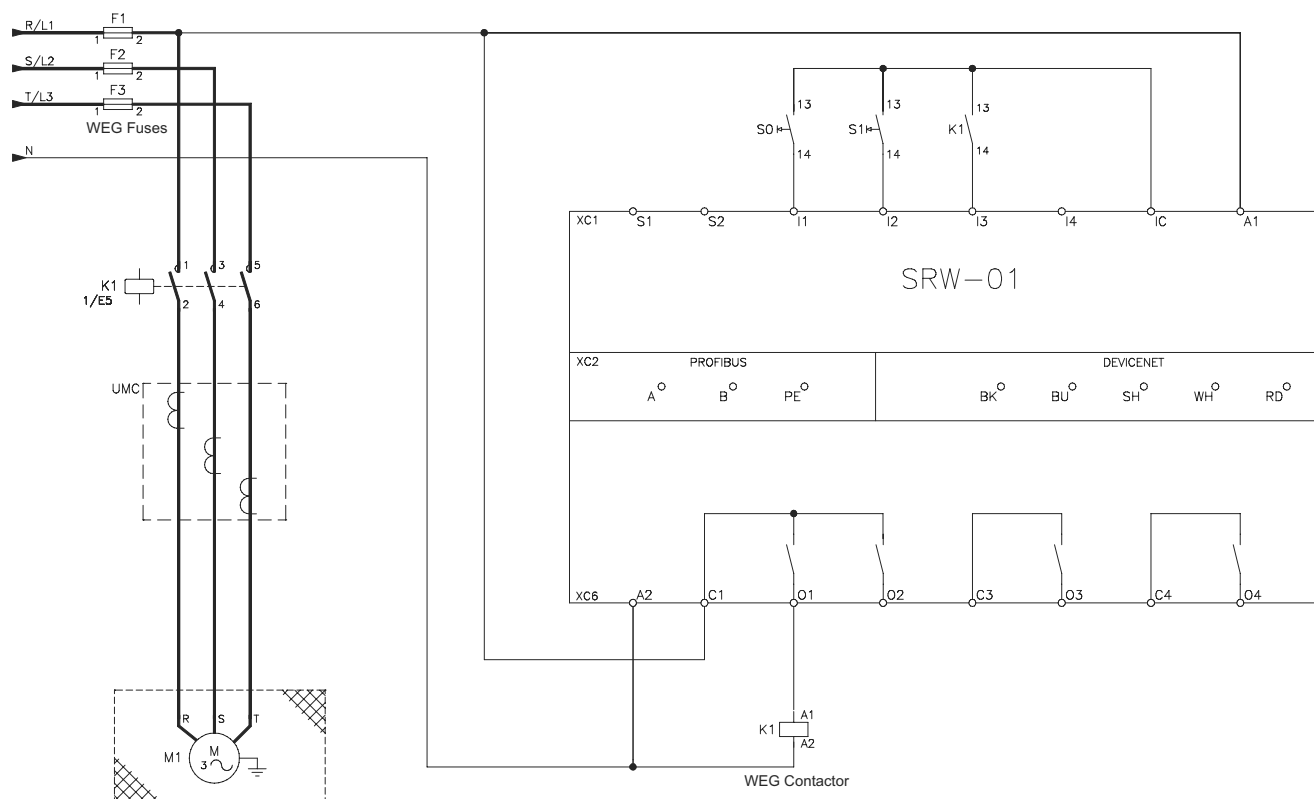 R/L1
F1
1 2
S/L2
F2
1 2
T/L3
F3
1 2
WEG Fuses
N
13 13 13
S0 S1 K1
14 14 14
XC1 S1 S2 I1 I2 I3 I4 IC A1
SRW-01
1 3 5
K1
1/E5
2 4 6
XC2 PROFIBUS DEVICENET
A B PE BK BU SH WH RD
UMC
XC6 A2 C1 O1 O2 C3 O3 C4 O4
R S T
M1 M
3
A1
K1
A2
WEG Contactor